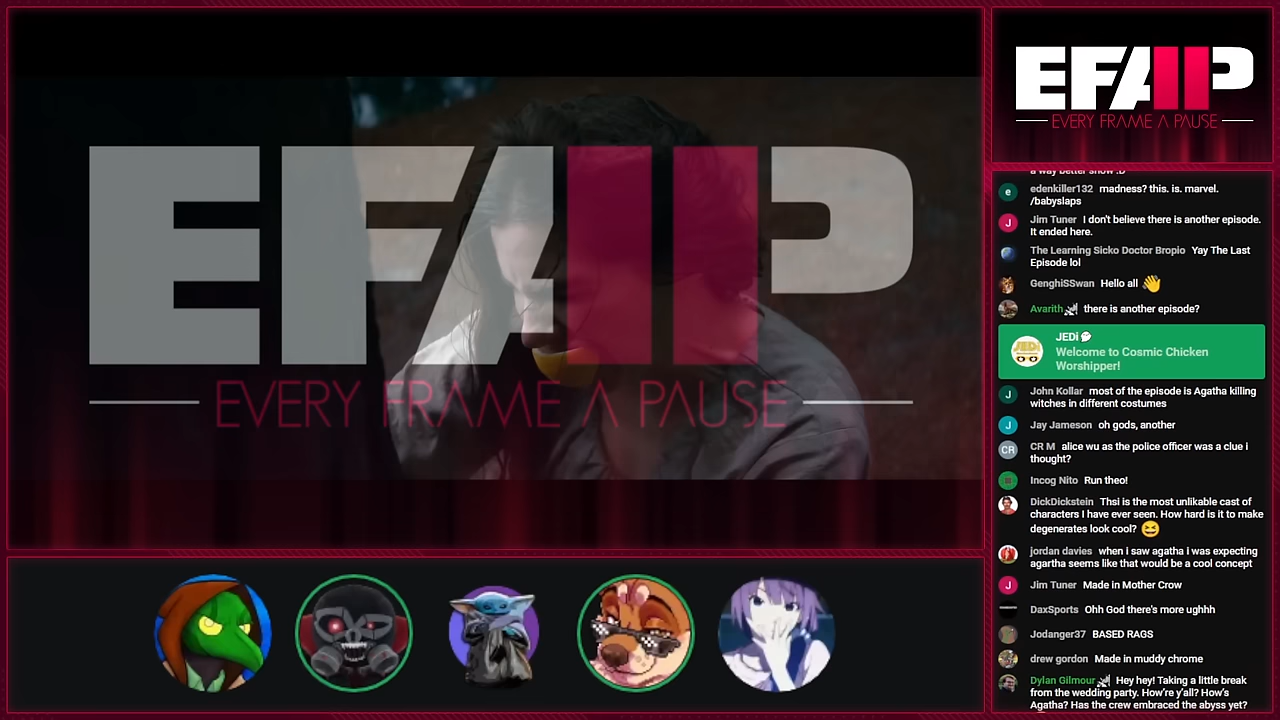 EFAP
EVERY FRAME A PAUSE
EFAP
EVERY FRAME A PAUSE
a way better show :D
edenkiller132 madness? this. is. marvel.
/babyslaps
Jim Tuner I don't believe there is another episode.
It ended here.
The Learning Sicko Doctor Bropio Yay The Last
Episode lol
GenghiSSwan Hello all 👋
Avarith there is another episode?
JEDi
Welcome to Cosmic Chicken
Worshipper!
John Kollar most of the episode is Agatha killing
witches in different costumes
Jay Jameson oh gods, another
CR M alice wu as the police officer was a clue i
thought?
Incog Nito Run theo!
DickDickstein Thsi is the most unlikable cast of
characters I have ever seen. How hard is it to make
degenerates look cool? 😆
jordan davies when i saw agatha i was expecting
agartha seems like that would be a cool concept
Jim Tuner Made in Mother Crow
DaxSports Ohh God there's more ughhh
Jodanger37 BASED RAGS
drew gordon Made in muddy chrome
Dylan Gilmour Hey hey! Taking a little break
from the wedding party. How're y'all? How's
Agatha? Has the crew embraced the abyss yet?